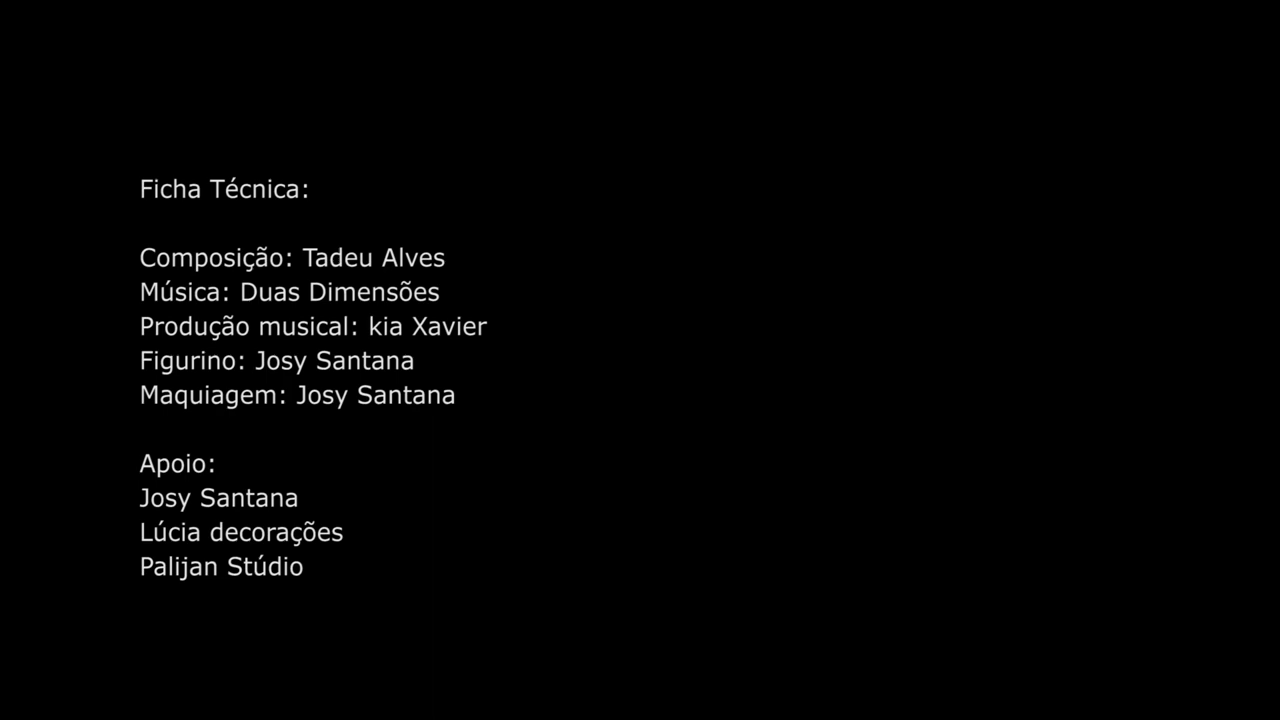 Ficha Técnica:
Composição: Tadeu Alves
Música: Duas Dimensões
Produção musical: kia Xavier
Figurino: Josy Santana
Maquiagem: Josy Santana
Apoio:
Josy Santana
Lúcia decorações
Palijan Stúdio